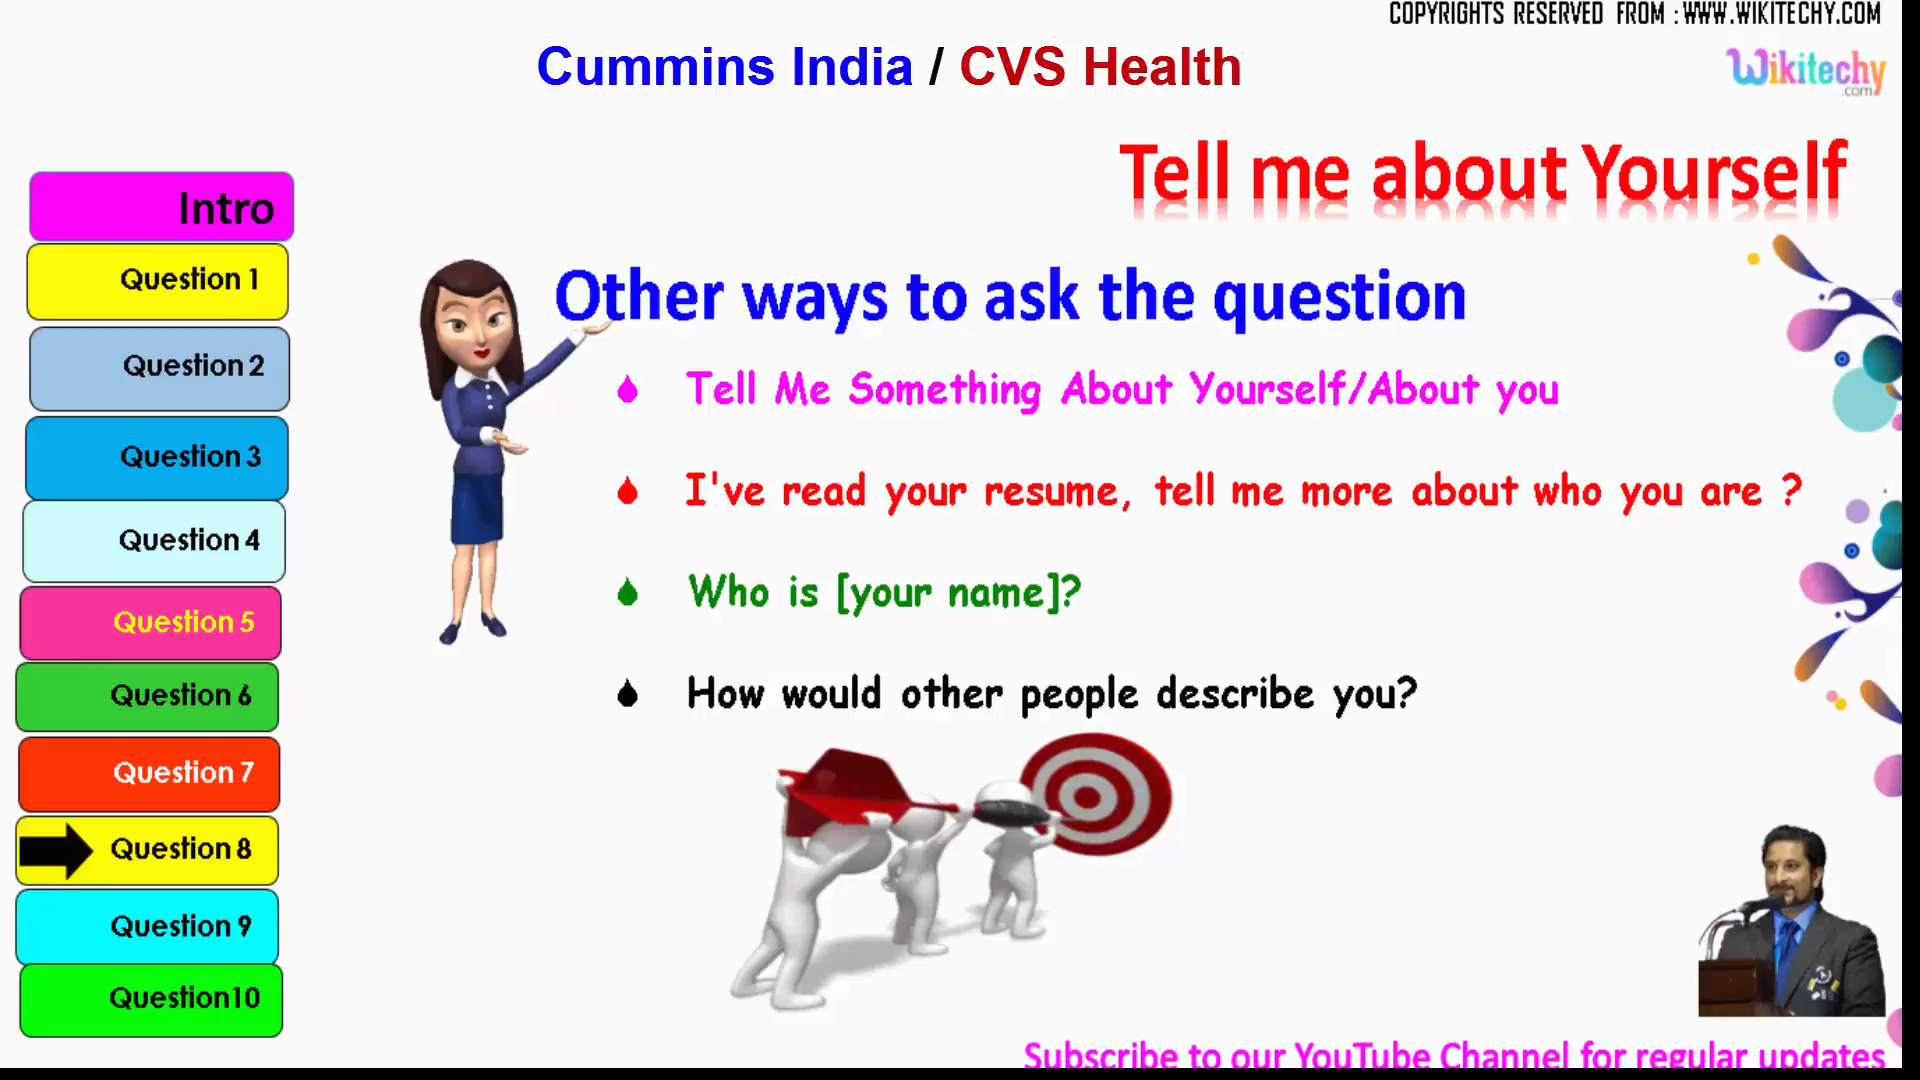 COPYRIGHTS RESERVED FROM : WWW.WIKITECHY.COM
Cummins India / CVS Health
Wikitechy
.com
Tell me about Yourself
Intro
Question 1
Question 2
Question 3
Question 4
Question 5
Question 6
Question 7
Question 8
Question 9
Question10
Other ways to ask the question
Tell Me Something About Yourself/About you
I've read your resume, tell me more about who you are ?
Who is [your name]?
How would other people describe you?
Subscribe to our YouTube Channel for regular updates